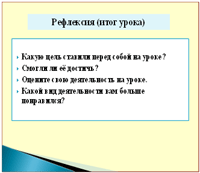 Рефлексия (итог урока)
Какую цель ставили перед собой на уроке?
Смогли ли её достичь?
Оцените свою деятельность на уроке.
Какой вид деятельности вам больше
понравился?